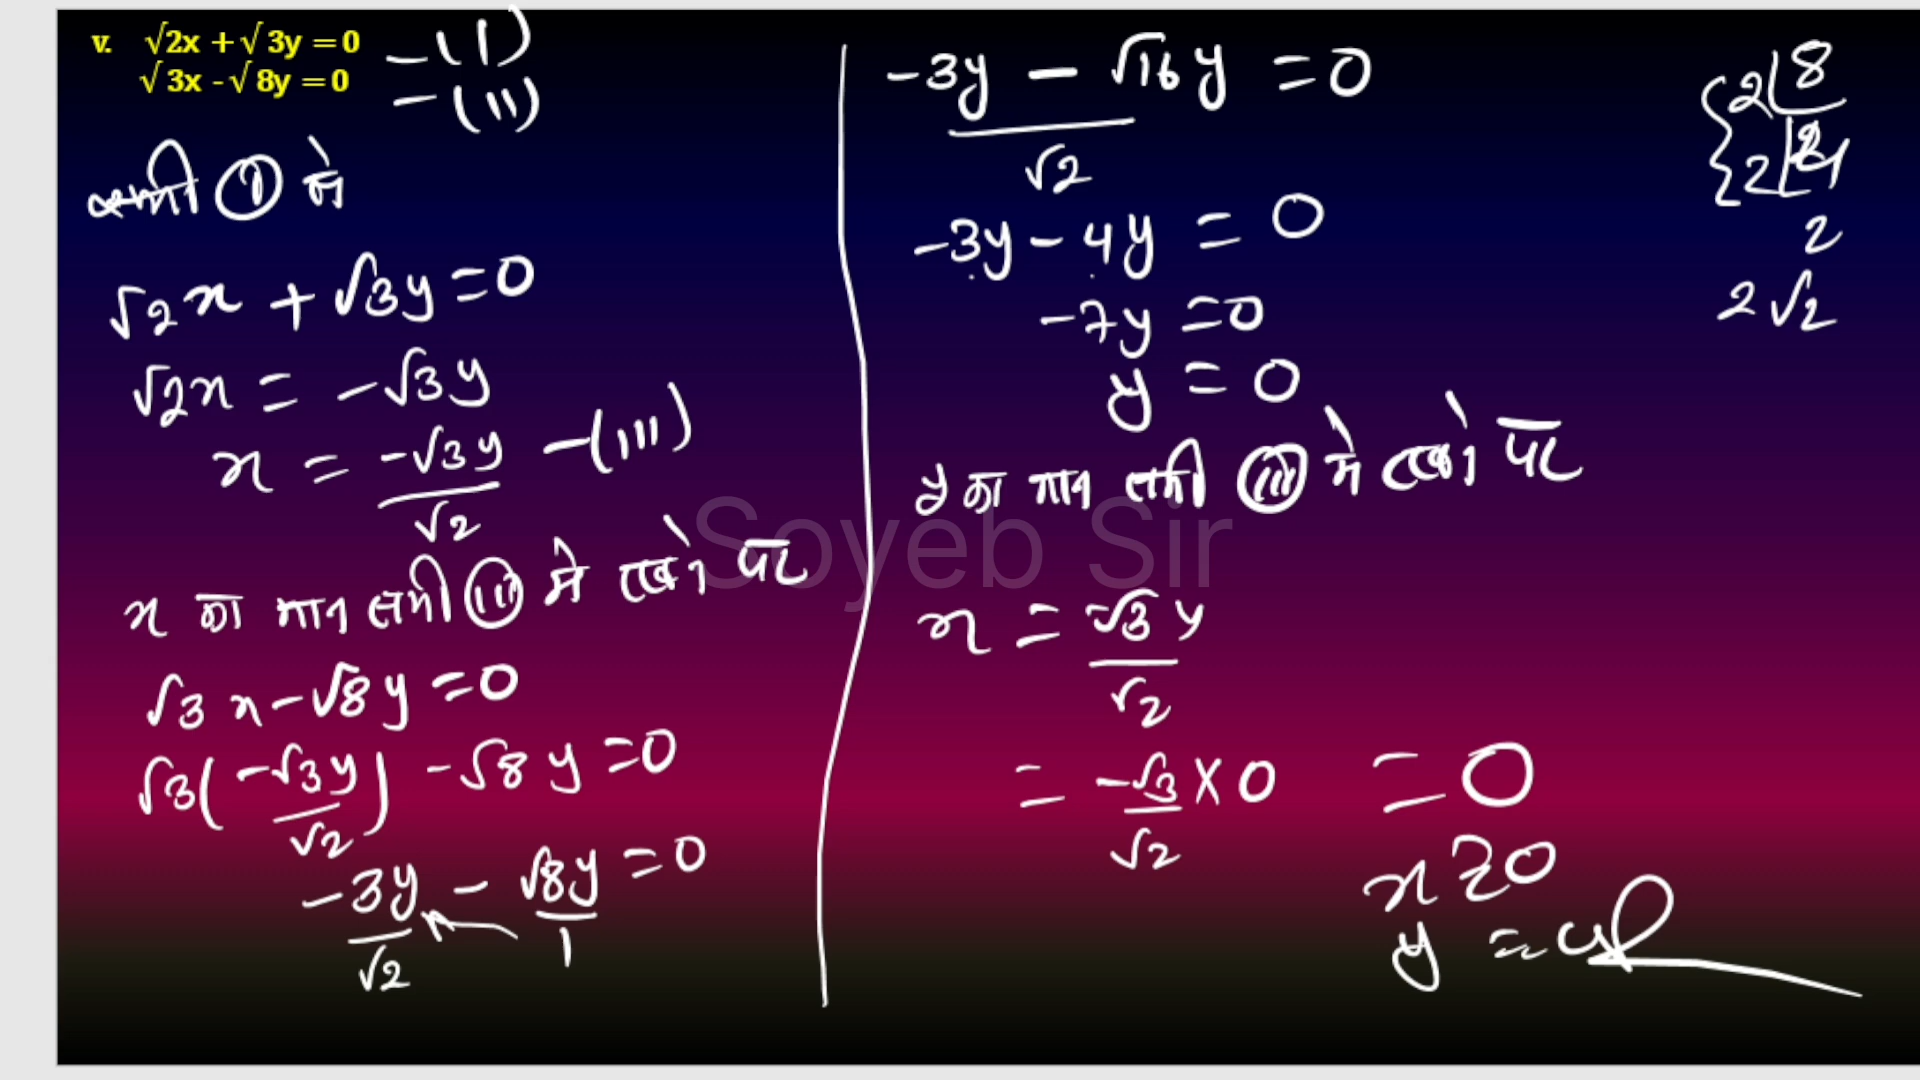 v. √2x + √ 3y = 0 - (I)
√ 3x - √ 8y = 0 - (II)
समी (I) से
√2x + √3y = 0
√2x = -√3y
x = -√3y/√2 - (III)
x का मान समी (II) में रखने पर
√3x - √8y = 0
√3(-√3y/√2) - √8y = 0
-3y/√2 - √8y/1 = 0
-3y - √16y/√2 = 0
-3y - 4y = 0
-7y = 0
y = 0
y का मान समी (III) में रखने पर
x = -√3y/√2
= -√3/√2 × 0 = 0
x = 0
y =
2|8
2|4
2
2√2
Soyeb Sir